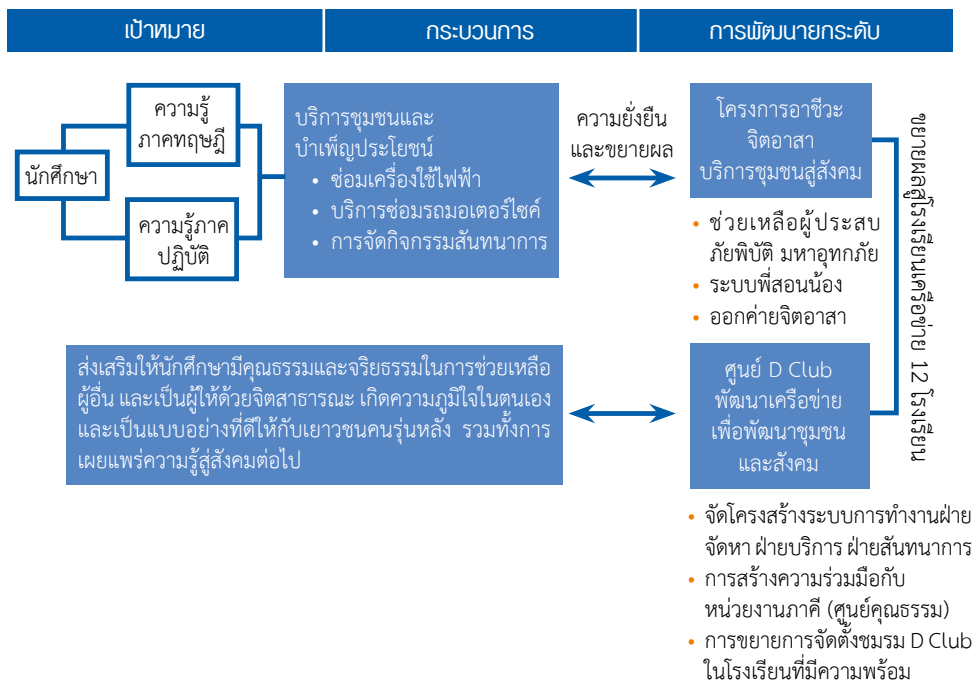 เป้าหมาย
กระบวนการ
การพัฒนายกระดับ
นักศึกษา
ความรู้
ภาคทฤษฎี
ความรู้ภาค
ปฏิบัติ
บริการชุมชนและ
บำเพ็ญประโยชน์
• ซ่อมเครื่องใช้ไฟฟ้า
• บริการซ่อมรถมอเตอร์ไซค์
• การจัดกิจกรรมสันทนาการ
ความยั่งยืน
และขยายผล
โครงการอาชีวะ
จิตอาสา
บริการชุมชนสู่สังคม
• ช่วยเหลือผู้ประสบ
ภัยพิบัติ มหาอุทกภัย
• ระบบพี่สอนน้อง
• ออกค่ายจิตอาสา
ขยายผลสู่โรงเรียนเครือข่าย 12 โรงเรียน
ส่งเสริมให้นักศึกษามีคุณธรรมและจริยธรรมในการช่วยเหลือ
ผู้อื่น และเป็นผู้ให้ด้วยจิตสาธารณะ เกิดความภูมิใจในตนเอง
และเป็นแบบอย่างที่ดีให้กับเยาวชนคนรุ่นหลัง รวมทั้งการ
เผยแพร่ความรู้สู่สังคมต่อไป
ศูนย์ D Club
พัฒนาเครือข่าย
เพื่อพัฒนาชุมชน
และสังคม
• จัดโครงสร้างระบบการทำงานฝ่าย
จัดหา ฝ่ายบริการ ฝ่ายสันทนาการ
• การสร้างความร่วมมือกับ
หน่วยงานภาคี (ศูนย์คุณธรรม)
• การขยายการจัดตั้งชมรม D Club
ในโรงเรียนที่มีความพร้อม